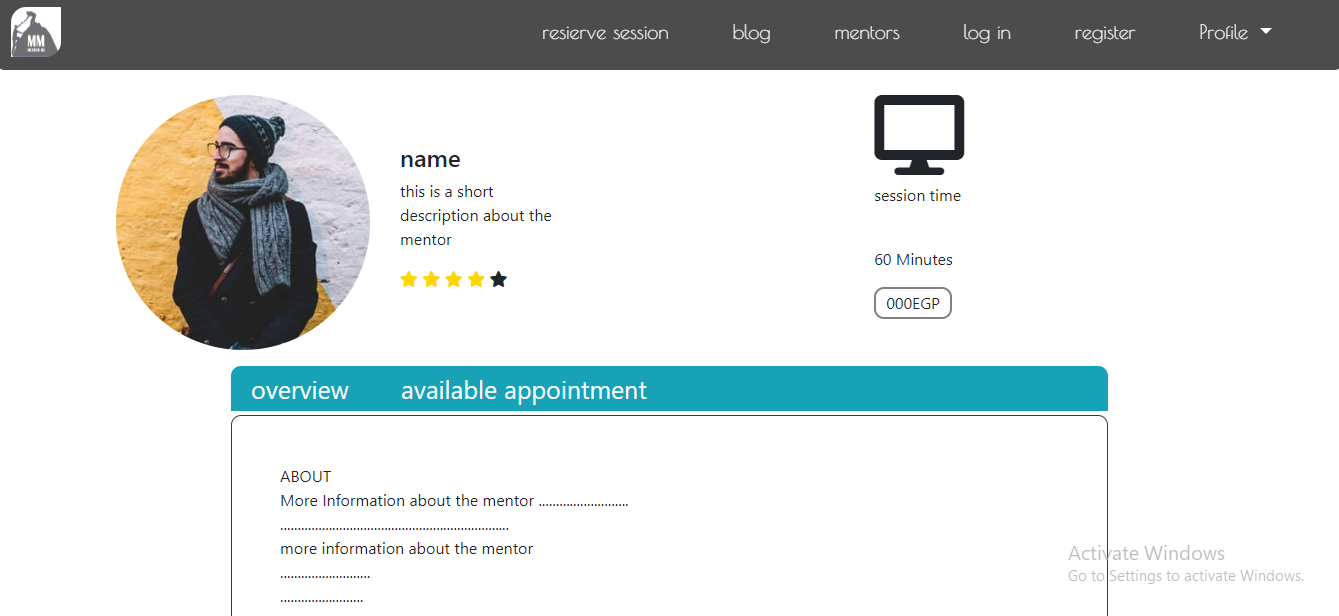 MM
resierve session
blog
mentors
log in
register
Profile
name
this is a short
description about the
mentor
session time
60 Minutes
000EGP
overview
available appointment
ABOUT
More Information about the mentor ..........................
..................................................................
more information about the mentor
..........................
........................
Activate Windows
Go to Settings to activate Windows.